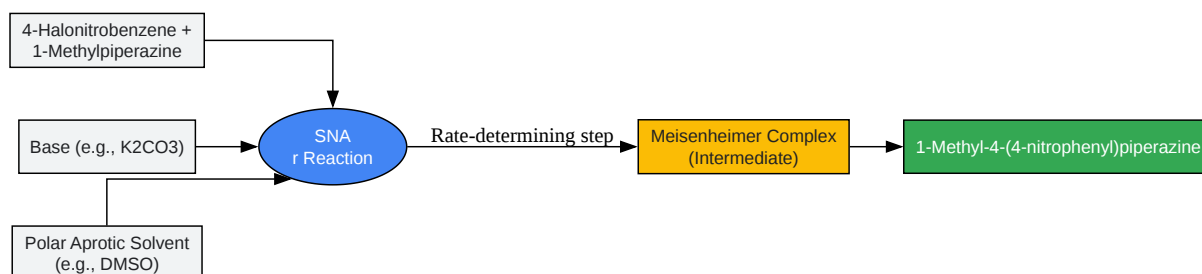 4-Halonitrobenzene +
1-Methylpiperazine
Base (e.g., K2CO3)
Polar Aprotic Solvent
(e.g., DMSO)
SNA
r Reaction
Rate-determining step
Meisenheimer Complex
(Intermediate)
1-Methyl-4-(4-nitrophenyl)piperazine